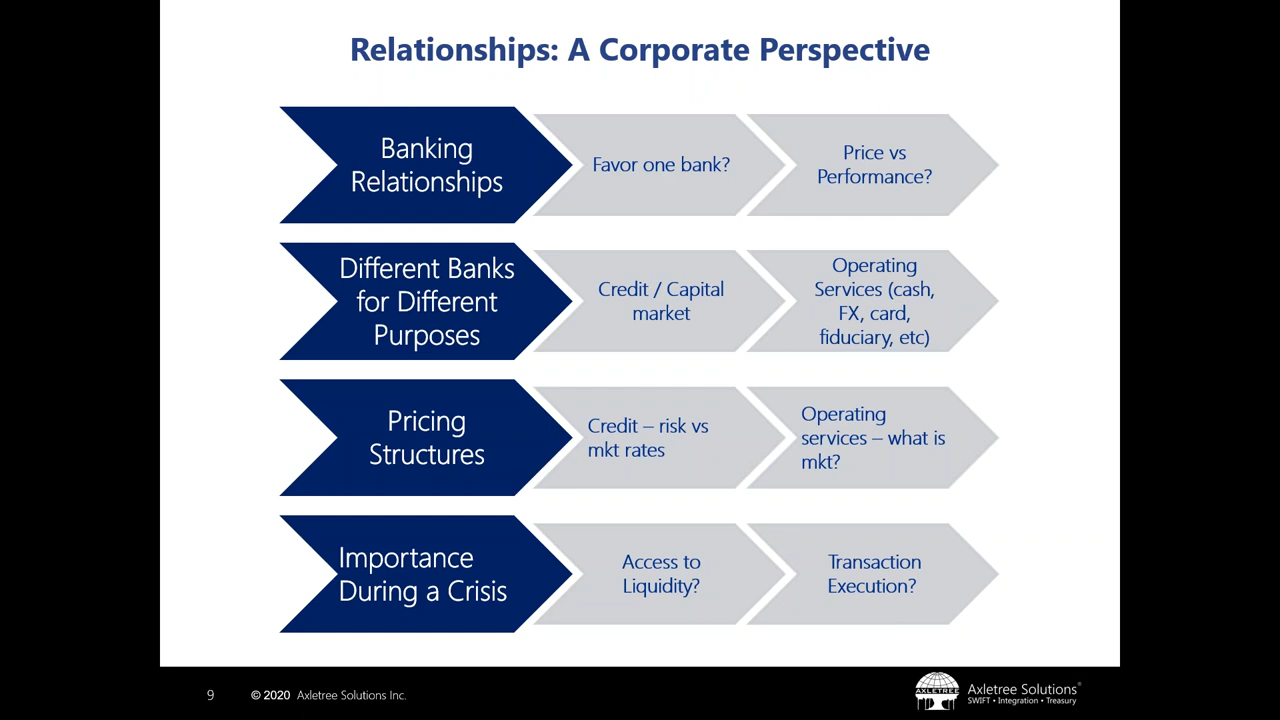 Relationships: A Corporate Perspective
Banking
Relationships
Favor one bank?
Price vs
Performance?
Different Banks
for Different
Purposes
Credit / Capital
market
Operating
Services (cash,
FX, card,
fiduciary, etc)
Pricing
Structures
Credit – risk vs
mkt rates
Operating
services – what is
mkt?
Importance
During a Crisis
Access to
Liquidity?
Transaction
Execution?
9
© 2020 Axletree Solutions Inc.
AXLETREE
Axletree Solutions®
SWIFT • Integration • Treasury